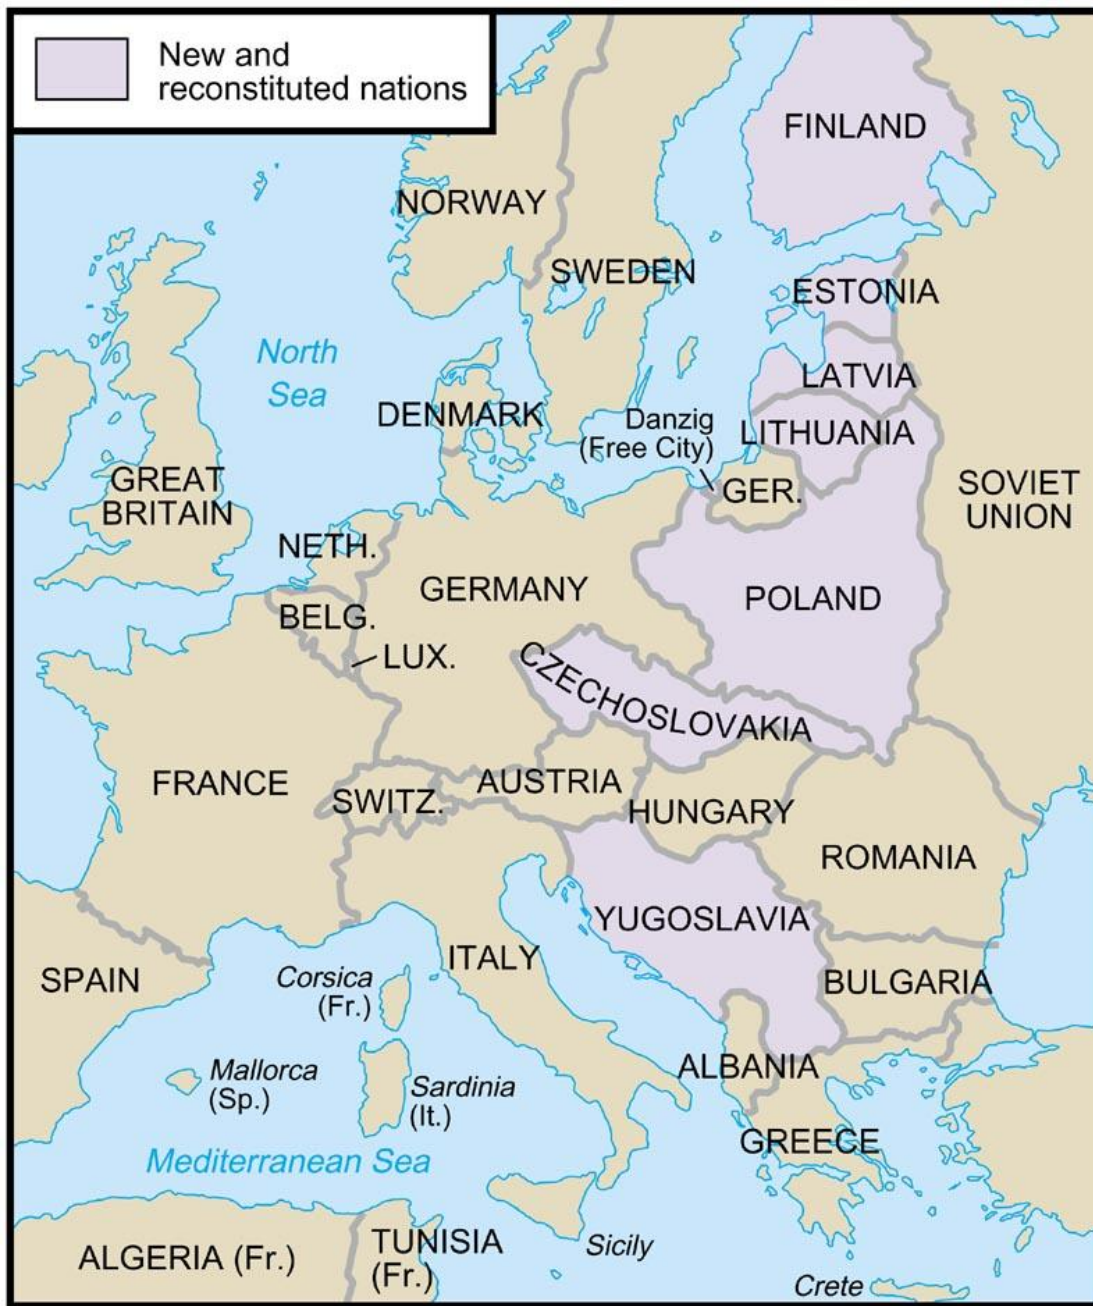 New and
reconstituted nations
FINLAND
NORWAY
SWEDEN
ESTONIA
North
Sea
LATVIA
DENMARK
Danzig
(Free City)
LITHUANIA
GREAT
BRITAIN
GER.
SOVIET
UNION
NETH.
GERMANY
POLAND
BELG.
LUX.
CZECHOSLOVAKIA
FRANCE
SWITZ.
AUSTRIA
HUNGARY
ROMANIA
YUGOSLAVIA
SPAIN
Corsica
(Fr.)
ITALY
BULGARIA
Mallorca
(Sp.)
Sardinia
(It.)
ALBANIA
Mediterranean Sea
GREECE
ALGERIA (Fr.)
TUNISIA
(Fr.)
Sicily
Crete